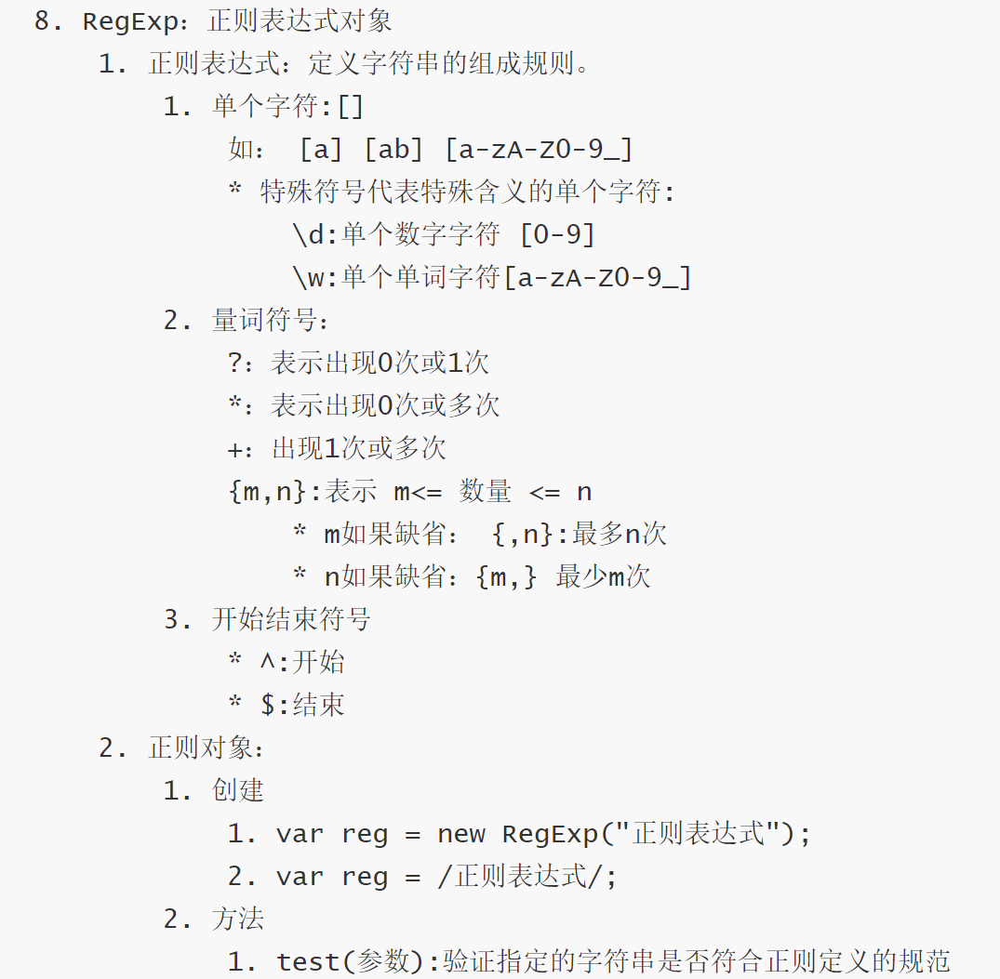 8. RegExp：正则表达式对象
1. 正则表达式：定义字符串的组成规则。
1. 单个字符:[]
如： [a] [ab] [a-zA-Z0-9_]
* 特殊符号代表特殊含义的单个字符:
\d:单个数字字符 [0-9]
\w:单个单词字符[a-zA-Z0-9_]
2. 量词符号：
?：表示出现0次或1次
*：表示出现0次或多次
+：出现1次或多次
{m,n}:表示 m<= 数量 <= n
* m如果缺省： {,n}:最多n次
* n如果缺省：{m,} 最少m次
3. 开始结束符号
* ^:开始
* $:结束
2. 正则对象：
1. 创建
1. var reg = new RegExp("正则表达式");
2. var reg = /正则表达式/;
2. 方法
1. test(参数):验证指定的字符串是否符合正则定义的规范